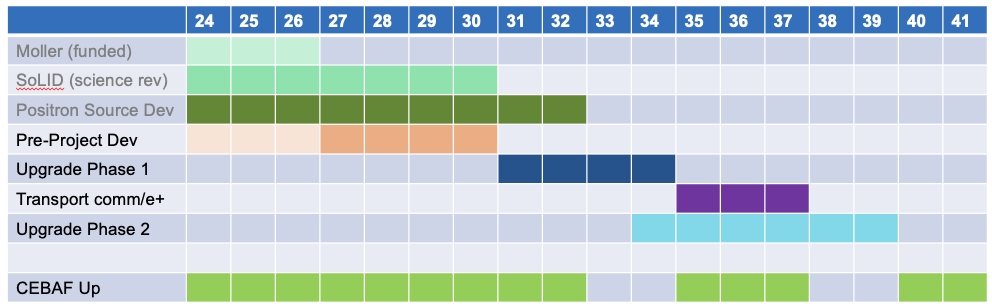 24 25 26 27 28 29 30 31 32 33 34 35 36 37 38 39 40 41
Moller (funded)
SoLID (science rev)
Positron Source Dev
Pre-Project Dev
Upgrade Phase 1
Transport comm/e+
Upgrade Phase 2
CEBAF Up